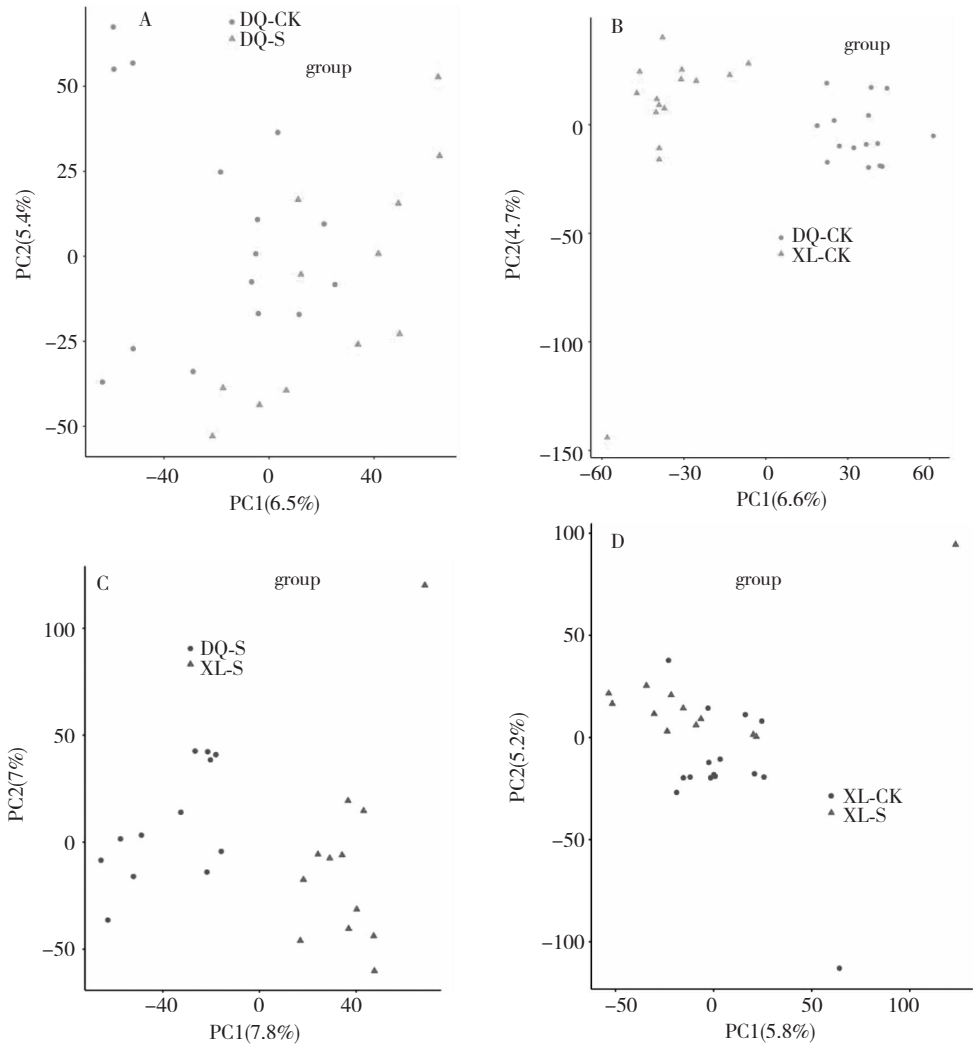 A
DQ-CK
DQ-S
group
50
25
0
−25
−50
PC2(5.4%)
−40
0
40
PC1(6.5%)
B
group
0
−50
−100
−150
PC2(4.7%)
DQ-CK
XL-CK
−60
−30
0
30
60
PC1(6.6%)
C
group
DQ-S
XL-S
100
50
0
−50
PC2(7%)
−40
0
40
PC1(7.8%)
D
group
100
50
0
−50
−100
PC2(5.2%)
XL-CK
XL-S
−50
0
50
100
PC1(5.8%)